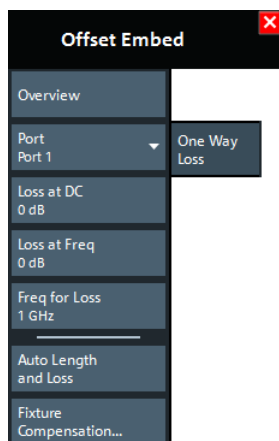 Offset Embed
Overview
Port
Port 1
One Way
Loss
Loss at DC
0 dB
Loss at Freq
0 dB
Freq for Loss
1 GHz
Auto Length
and Loss
Fixture
Compensation...